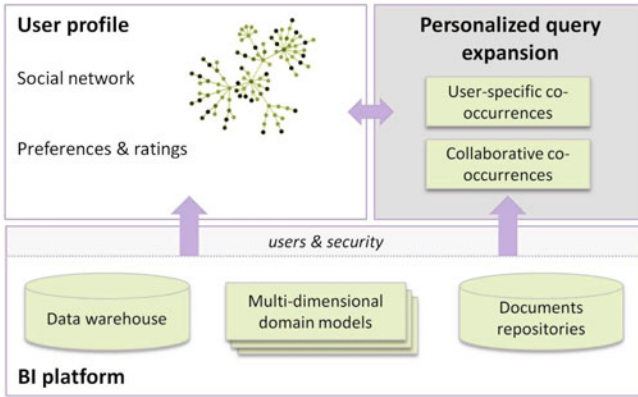 User profile
Social network
Preferences & ratings
Personalized query
expansion
User-specific co-
occurrences
Collaborative co-
occurrences
users & security
Data warehouse
Multi-dimensional
domain models
Documents
repositories
BI platform